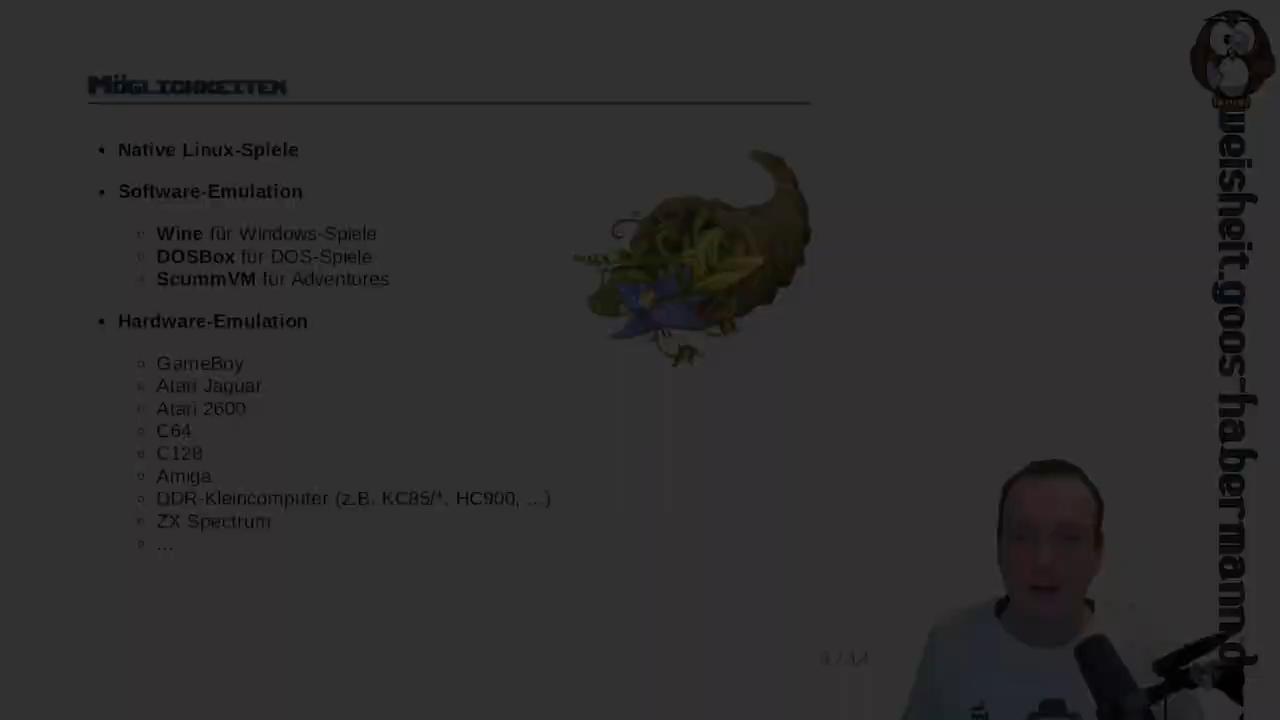 Möglichkeiten
Native Linux-Spiele
Software-Emulation
Wine für Windows-Spiele
DOSBox für DOS-Spiele
ScummVM für Adventures
Hardware-Emulation
GameBoy
Atari Jaguar
Atari 2600
C64
C128
Amiga
DDR-Kleincomputer (z.B. KC85/*, HC900, ...)
ZX Spectrum
...
weisheit.goos-habermann.d